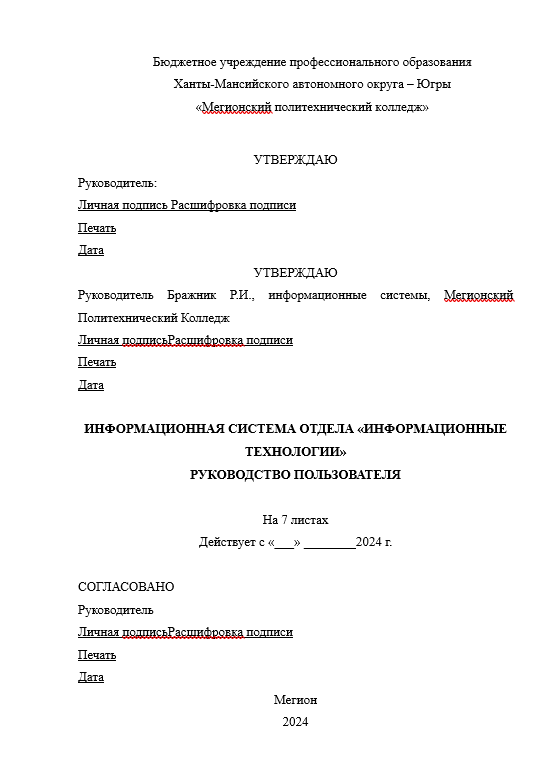 Бюджетное учреждение профессионального образования
Ханты-Мансийского автономного округа – Югры
«Мегионский политехнический колледж»
УТВЕРЖДАЮ
Руководитель:
Личная подпись Расшифровка подписи
Печать
Дата
УТВЕРЖДАЮ
Руководитель Бражник Р.И., информационные системы, Мегионский
Политехнический Колледж
Личная подписьРасшифровка подписи
Печать
Дата
ИНФОРМАЦИОННАЯ СИСТЕМА ОТДЕЛА «ИНФОРМАЦИОННЫЕ
ТЕХНОЛОГИИ»
РУКОВОДСТВО ПОЛЬЗОВАТЕЛЯ
На 7 листах
Действует с «___» ________2024 г.
СОГЛАСОВАНО
Руководитель
Личная подписьРасшифровка подписи
Печать
Дата
Мегион
2024